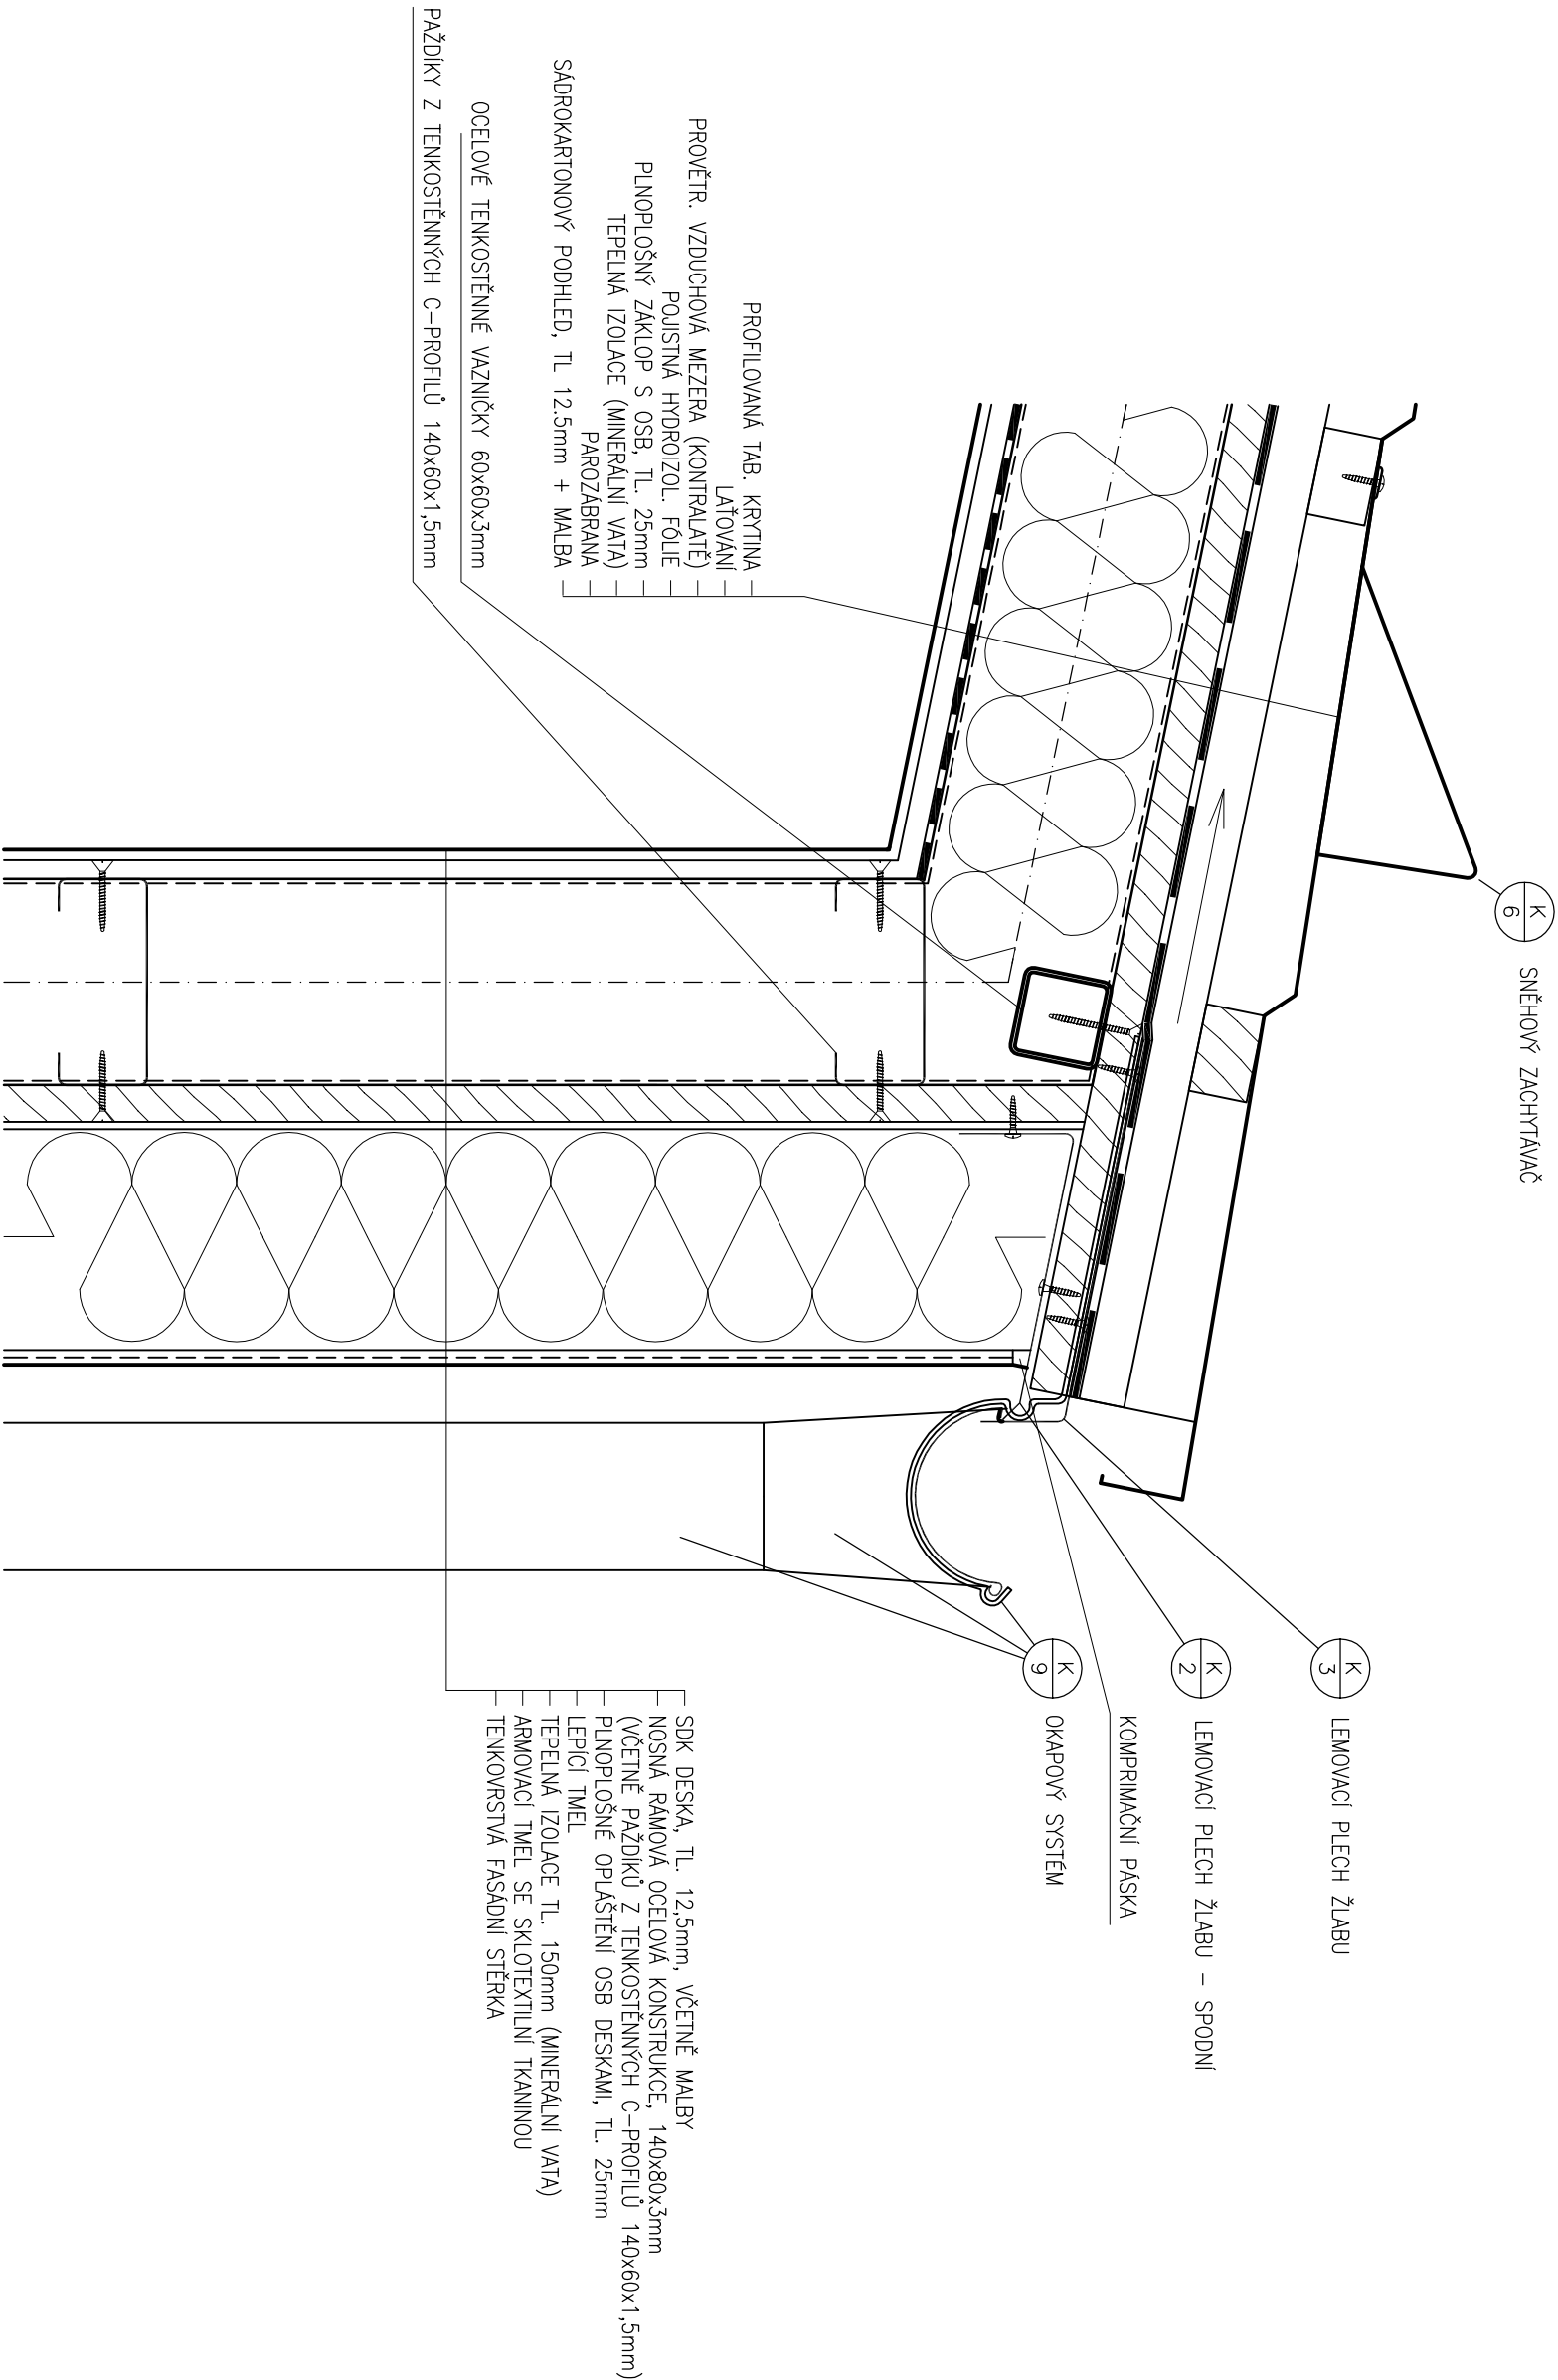 K
6
SNĚHOVÝ ZACHYTÁVAČ
PROFILOVANÁ TAB. KRYTINA
LAŤOVÁNÍ
PROVĚTR. VZDUCHOVÁ MEZERA (KONTRALATĚ)
POJISTNÁ HYDROIZOL. FÓLIE
PLNOPLOŠNÝ ZÁKLOP S OSB, TL. 25mm
TEPELNÁ IZOLACE (MINERÁLNÍ VATA)
PAROZÁBRANA
SÁDROKARTONOVÝ PODHLED, TL 12.5mm + MALBA
OCELOVÉ TENKOSTĚNNÉ VAZNIČKY 60x60x3mm
PAŽDÍKY Z TENKOSTĚNNÝCH C-PROFILŮ 140x60x1,5mm
K
3
LEMOVACÍ PLECH ŽLABU
K
2
LEMOVACÍ PLECH ŽLABU - SPODNÍ
KOMPRIMAČNÍ PÁSKA
K
9
OKAPOVÝ SYSTÉM
SDK DESKA, TL. 12,5mm, VČETNĚ MALBY
NOSNÁ RÁMOVÁ OCELOVÁ KONSTRUKCE, 140x80x3mm
(VČETNĚ PAŽDÍKŮ Z TENKOSTĚNNÝCH C-PROFILŮ 140x60x1,5mm)
PLNOPLOŠNÉ OPLÁŠTĚNÍ OSB DESKAMI, TL. 25mm
LEPÍCÍ TMEL
TEPELNÁ IZOLACE TL. 150mm (MINERÁLNÍ VATA)
ARMOVACÍ TMEL SE SKLOTEXTILNÍ TKANINOU
TENKOVRSTVÁ FASÁDNÍ STĚRKA